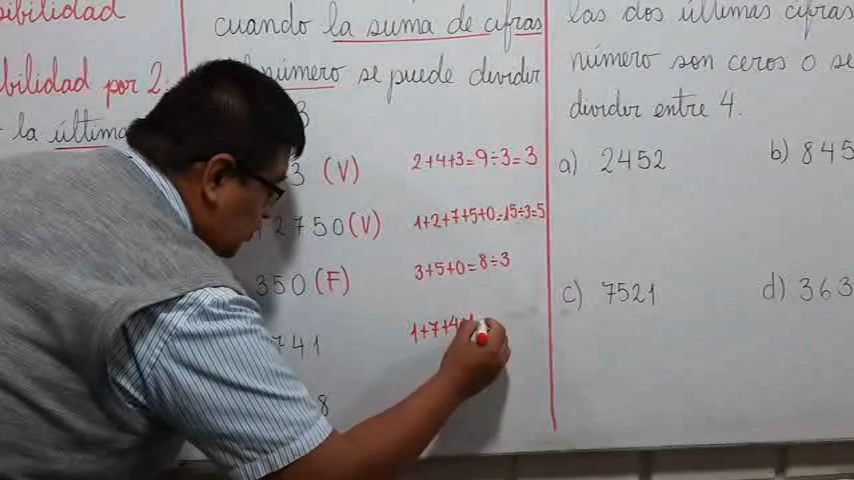 sibilidad
bilidad por 2:
la última
cuando la suma de cifras
número se puede dividir
3
3 (V) 2+4+3=9÷3=3
12750 (V) 1+2+7+5+0=15÷3=5
350 (F) 3+5+0=8÷3
741 1+7+4+1
8
las dos últimas cifras
número son ceros o se
dividir entre 4.
a) 2452 b) 845
c) 7521 d) 363